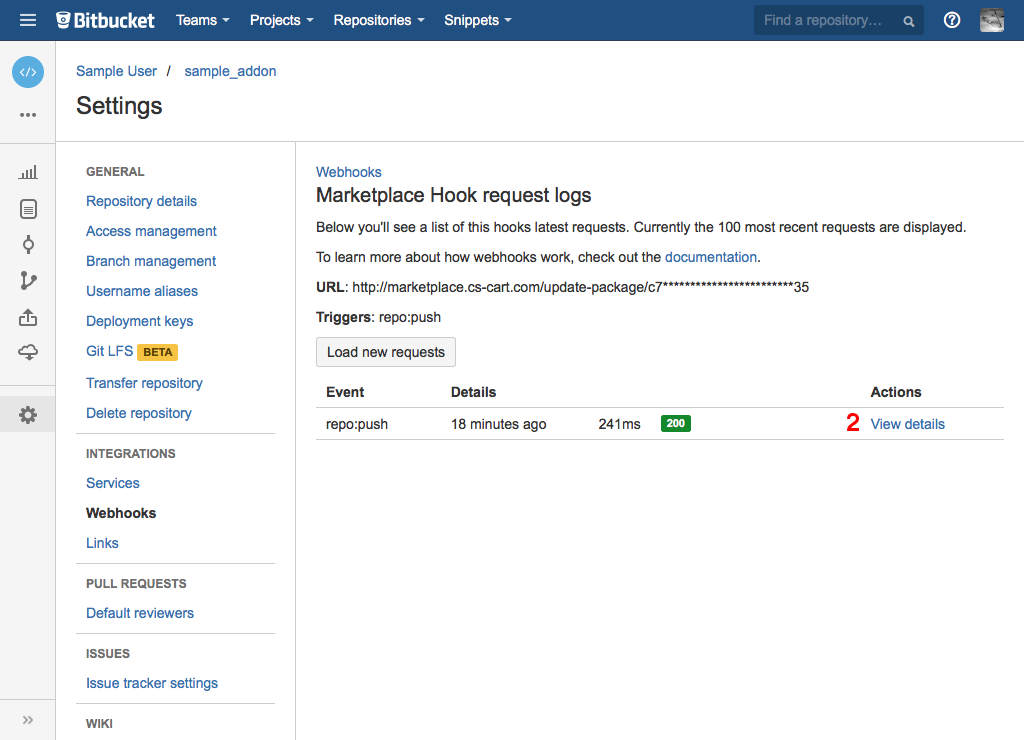 Bitbucket Teams Projects Repositories Snippets Find a repository...
Sample User / sample_addon
Settings
GENERAL
Repository details
Access management
Branch management
Username aliases
Deployment keys
Git LFS BETA
Transfer repository
Delete repository
INTEGRATIONS
Services
Webhooks
Links
PULL REQUESTS
Default reviewers
ISSUES
Issue tracker settings
WIKI
Webhooks
Marketplace Hook request logs
Below you'll see a list of this hooks latest requests. Currently the 100 most recent requests are displayed.
To learn more about how webhooks work, check out the documentation.
URL: http://marketplace.cs-cart.com/update-package/c7************************35
Triggers: repo:push
Load new requests
Event Details Actions
repo:push 18 minutes ago 241ms 200 2 View details